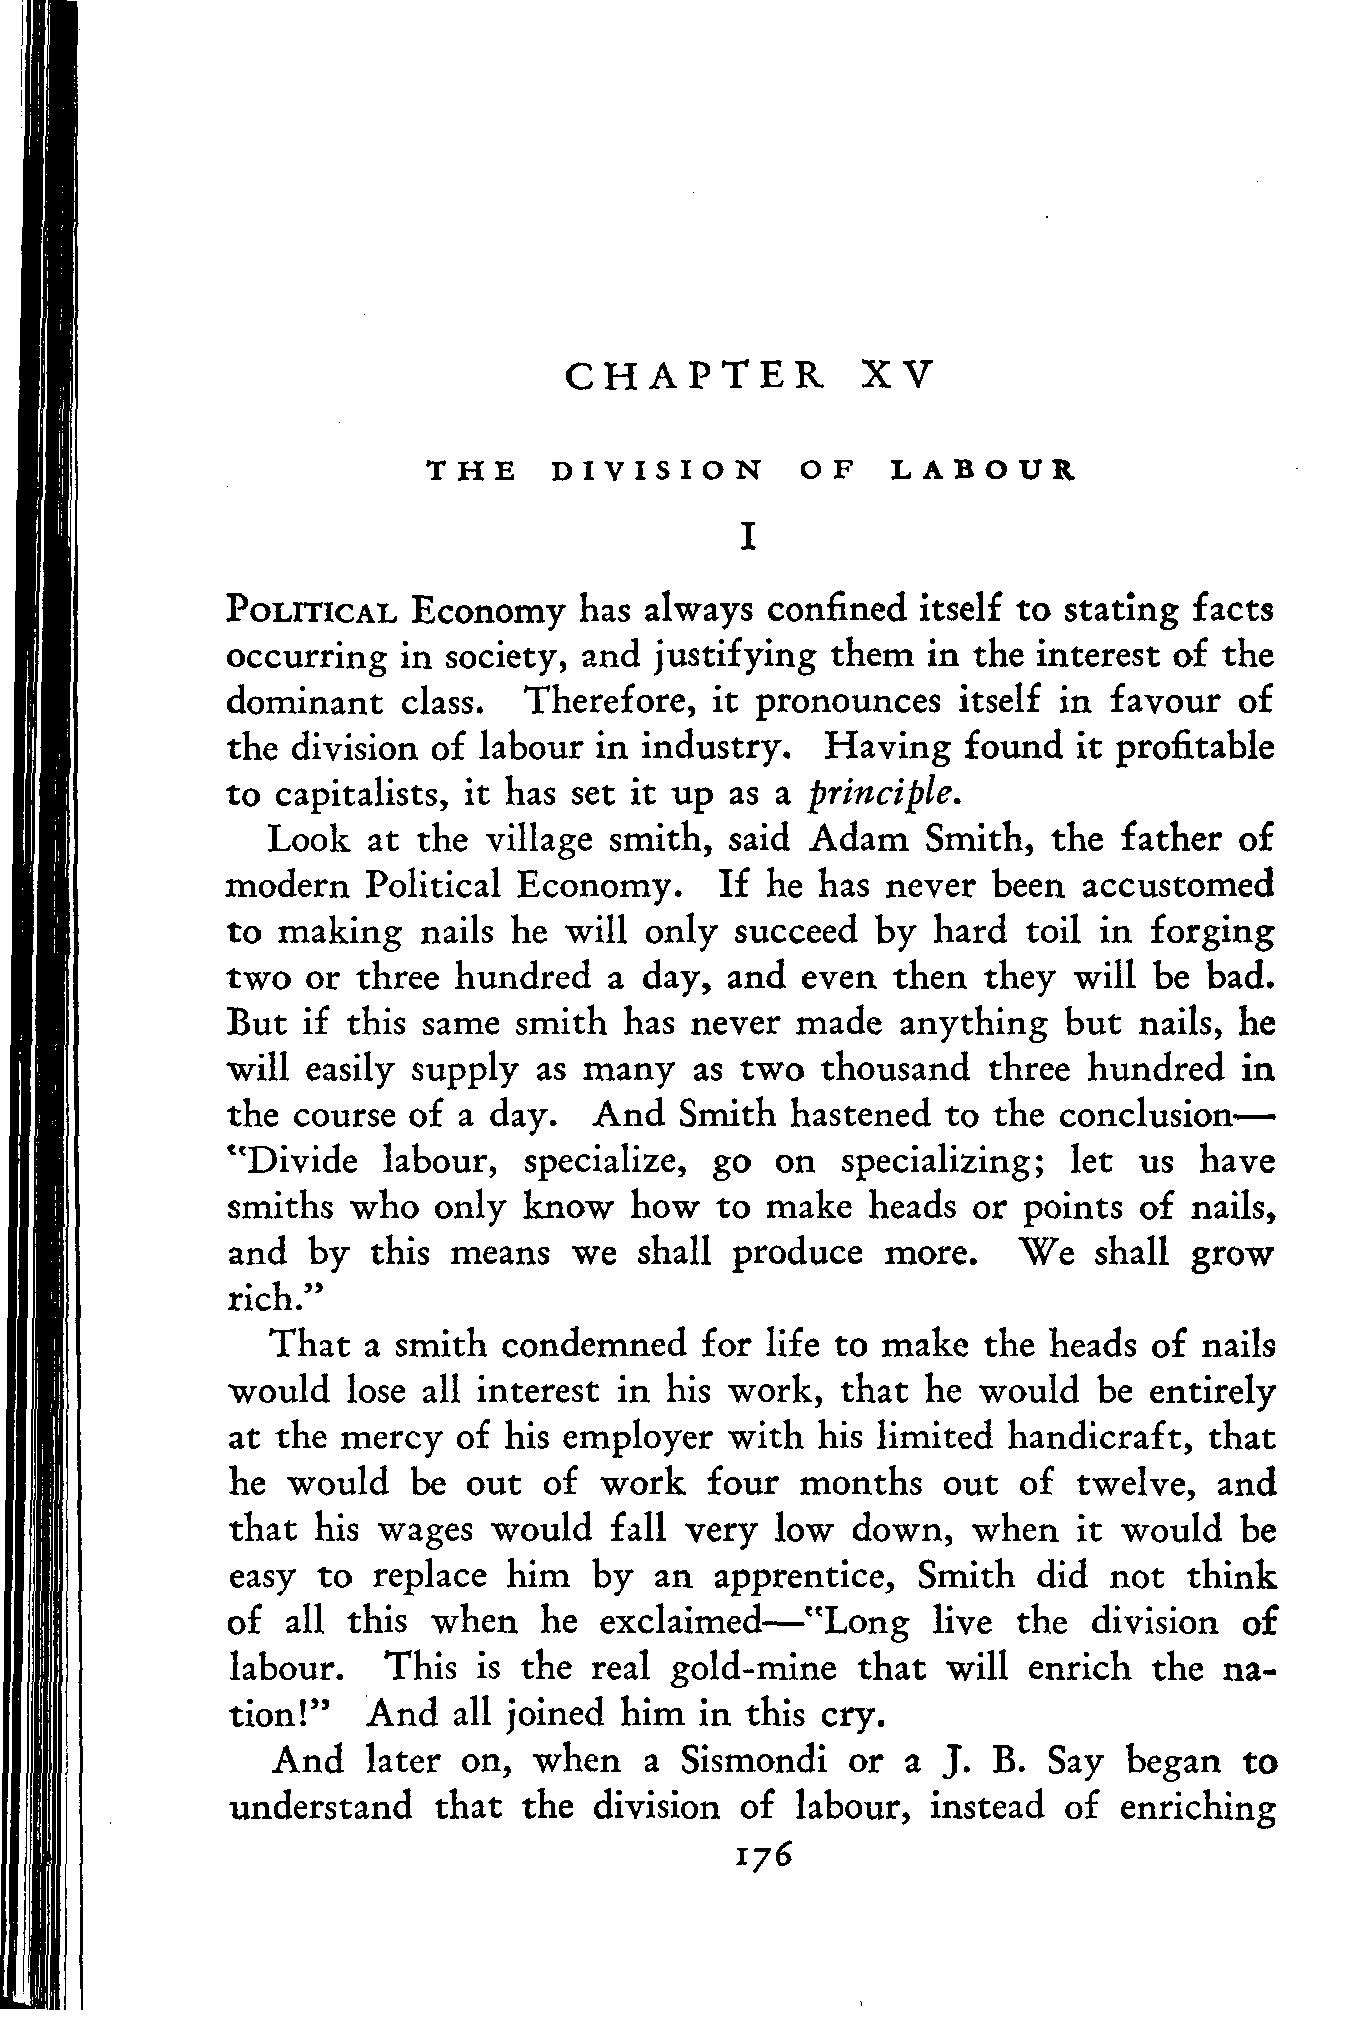 CHAPTER XV
THE DIVISION OF LABOUR
I
POLITICAL Economy has always confined itself to stating facts
occurring in society, and justifying them in the interest of the
dominant class. Therefore, it pronounces itself in favour of
the division of labour in industry. Having found it profitable
to capitalists, it has set it up as a principle.
Look at the village smith, said Adam Smith, the father of
modern Political Economy. If he has never been accustomed
to making nails he will only succeed by hard toil in forging
two or three hundred a day, and even then they will be bad.
But if this same smith has never made anything but nails, he
will easily supply as many as two thousand three hundred in
the course of a day. And Smith hastened to the conclusion—
"Divide labour, specialize, go on specializing; let us have
smiths who only know how to make heads or points of nails,
and by this means we shall produce more. We shall grow
rich."
That a smith condemned for life to make the heads of nails
would lose all interest in his work, that he would be entirely
at the mercy of his employer with his limited handicraft, that
he would be out of work four months out of twelve, and
that his wages would fall very low down, when it would be
easy to replace him by an apprentice, Smith did not think
of all this when he exclaimed—"Long live the division of
labour. This is the real gold-mine that will enrich the na-
tion!" And all joined him in this cry.
And later on, when a Sismondi or a J. B. Say began to
understand that the division of labour, instead of enriching
176